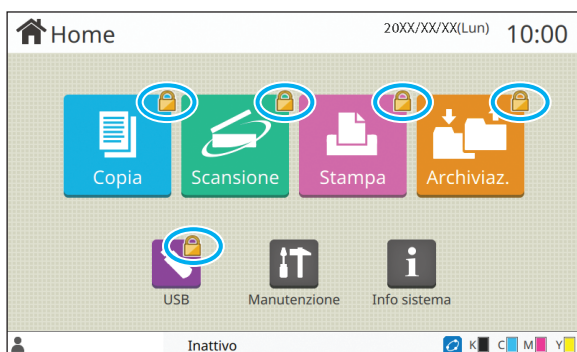 Home 20XX/XX/XX(Lun) 10:00
Copia Scansione Stampa Archiviaz.
USB Manutenzione Info sistema
Inattivo K C M Y